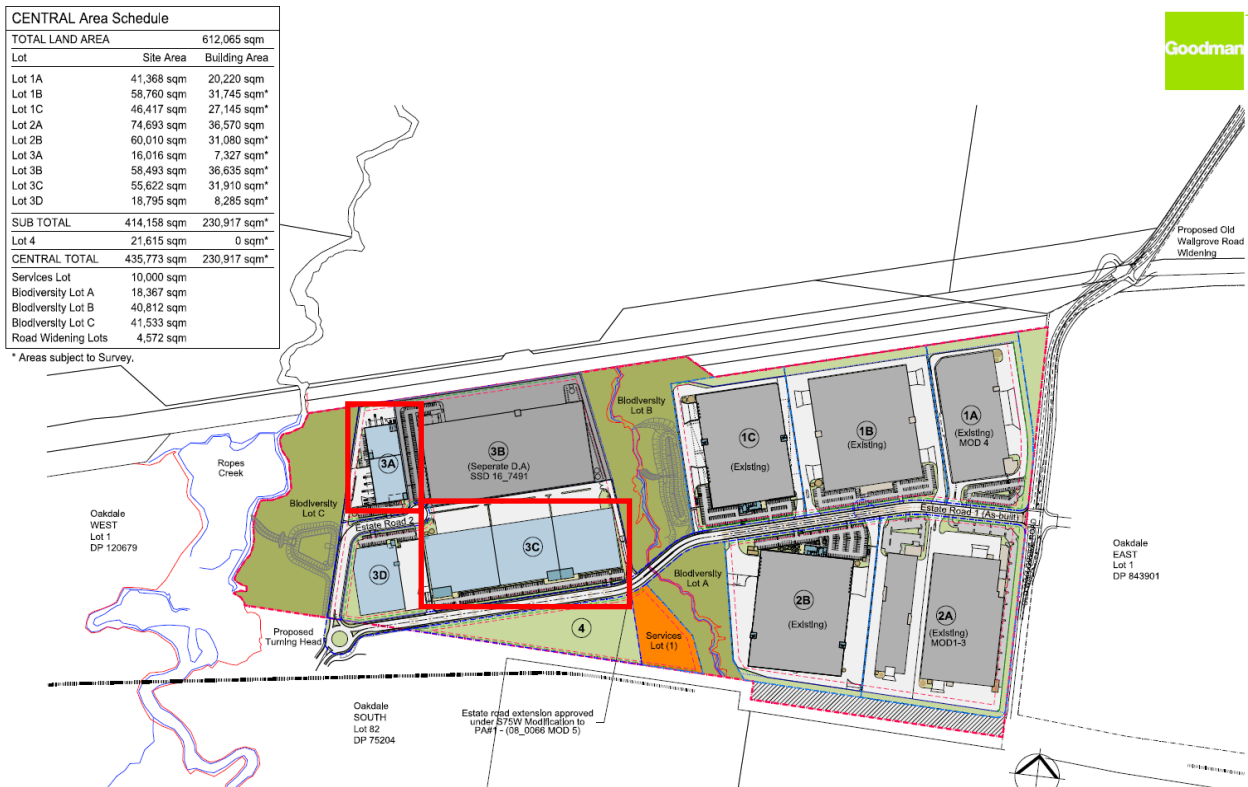 CENTRAL Area Schedule
TOTAL LAND AREA 612,065 sqm
Lot Site Area Building Area
Lot 1A 41,368 sqm 20,220 sqm
Lot 1B 58,760 sqm 31,745 sqm*
Lot 1C 46,417 sqm 27,145 sqm*
Lot 2A 74,693 sqm 36,570 sqm
Lot 2B 60,010 sqm 31,080 sqm*
Lot 3A 16,016 sqm 7,327 sqm*
Lot 3B 58,493 sqm 36,635 sqm*
Lot 3C 55,622 sqm 31,910 sqm*
Lot 3D 18,795 sqm 8,285 sqm*
SUB TOTAL 414,158 sqm 230,917 sqm*
Lot 4 21,615 sqm 0 sqm*
CENTRAL TOTAL 435,773 sqm 230,917 sqm*
Services Lot 10,000 sqm
Biodiversity Lot A 18,367 sqm
Biodiversity Lot B 40,812 sqm
Biodiversity Lot C 41,533 sqm
Road Widening Lots 4,572 sqm
* Areas subject to Survey.
Goodman
Proposed Old
Wallgrove Road
Widening
Biodiversity
Lot B
1A
(Existing)
MOD 4
1B
(Existing)
1C
(Existing)
3B
(Seperate D.A)
SSD 16_7491
3A
Ropes
Creek
Biodiversity
Lot C
Estate Road 2
Estate Road 1 (As-built)
Oakdale
WEST
Lot 1
DP 120679
3C
3D
Oakdale
EAST
Lot 1
DP 843901
Biodiversity
Lot A
2B
(Existing)
2A
(Existing)
MOD1-3
Proposed
Turning Head
4
Services
Lot (1)
Oakdale
SOUTH
Lot 82
DP 75204
Estate road extension approved
under S75W Modification to
PA#1 - (08_0066 MOD 5)